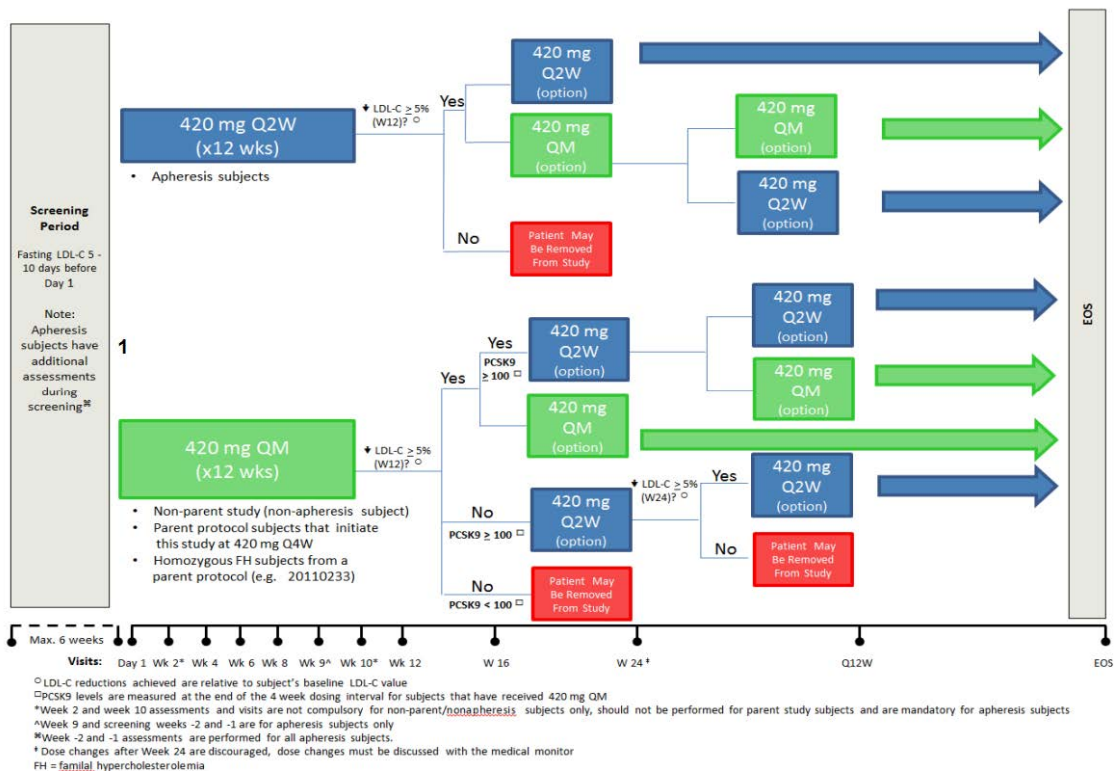 Screening
Period
Fasting LDL-C 5 -
10 days before
Day 1
Note:
Apheresis
subjects have
additional
assessments
during
screening⌘
1
420 mg Q2W
(x12 wks)
• Apheresis subjects
🡇 LDL-C ≥ 5%
(W12)? ○
Yes
420 mg
Q2W
(option)
420 mg
QM
(option)
420 mg
QM
(option)
420 mg
Q2W
(option)
No
Patient May
Be Removed
From Study
420 mg QM
(x12 wks)
• Non-parent study (non-apheresis subject)
• Parent protocol subjects that initiate
this study at 420 mg Q4W
• Homozygous FH subjects from a
parent protocol (e.g. 20110233)
🡇 LDL-C ≥ 5%
(W12)? ○
Yes
Yes
PCSK9
≥ 100 □
420 mg
Q2W
(option)
420 mg
Q2W
(option)
420 mg
QM
(option)
420 mg
QM
(option)
No
PCSK9 ≥ 100 □
420 mg
Q2W
(option)
🡇 LDL-C ≥ 5%
(W24)? ○
Yes
420 mg
Q2W
(option)
No
Patient May
Be Removed
From Study
No
PCSK9 < 100 □
Patient May
Be Removed
From Study
EOS
Max. 6 weeks
Visits: Day 1 Wk 2* Wk 4 Wk 6 Wk 8 Wk 9^ Wk 10* Wk 12 W 16 W 24 ‡ Q12W EOS
○ LDL-C reductions achieved are relative to subject's baseline LDL-C value
□PCSK9 levels are measured at the end of the 4 week dosing interval for subjects that have received 420 mg QM
*Week 2 and week 10 assessments and visits are not compulsory for non-parent/nonapheresis subjects only, should not be performed for parent study subjects and are mandatory for apheresis subjects
^Week 9 and screening weeks -2 and -1 are for apheresis subjects only
⌘Week -2 and -1 assessments are performed for all apheresis subjects.
‡ Dose changes after Week 24 are discouraged, dose changes must be discussed with the medical monitor
FH = familal hypercholesterolemia